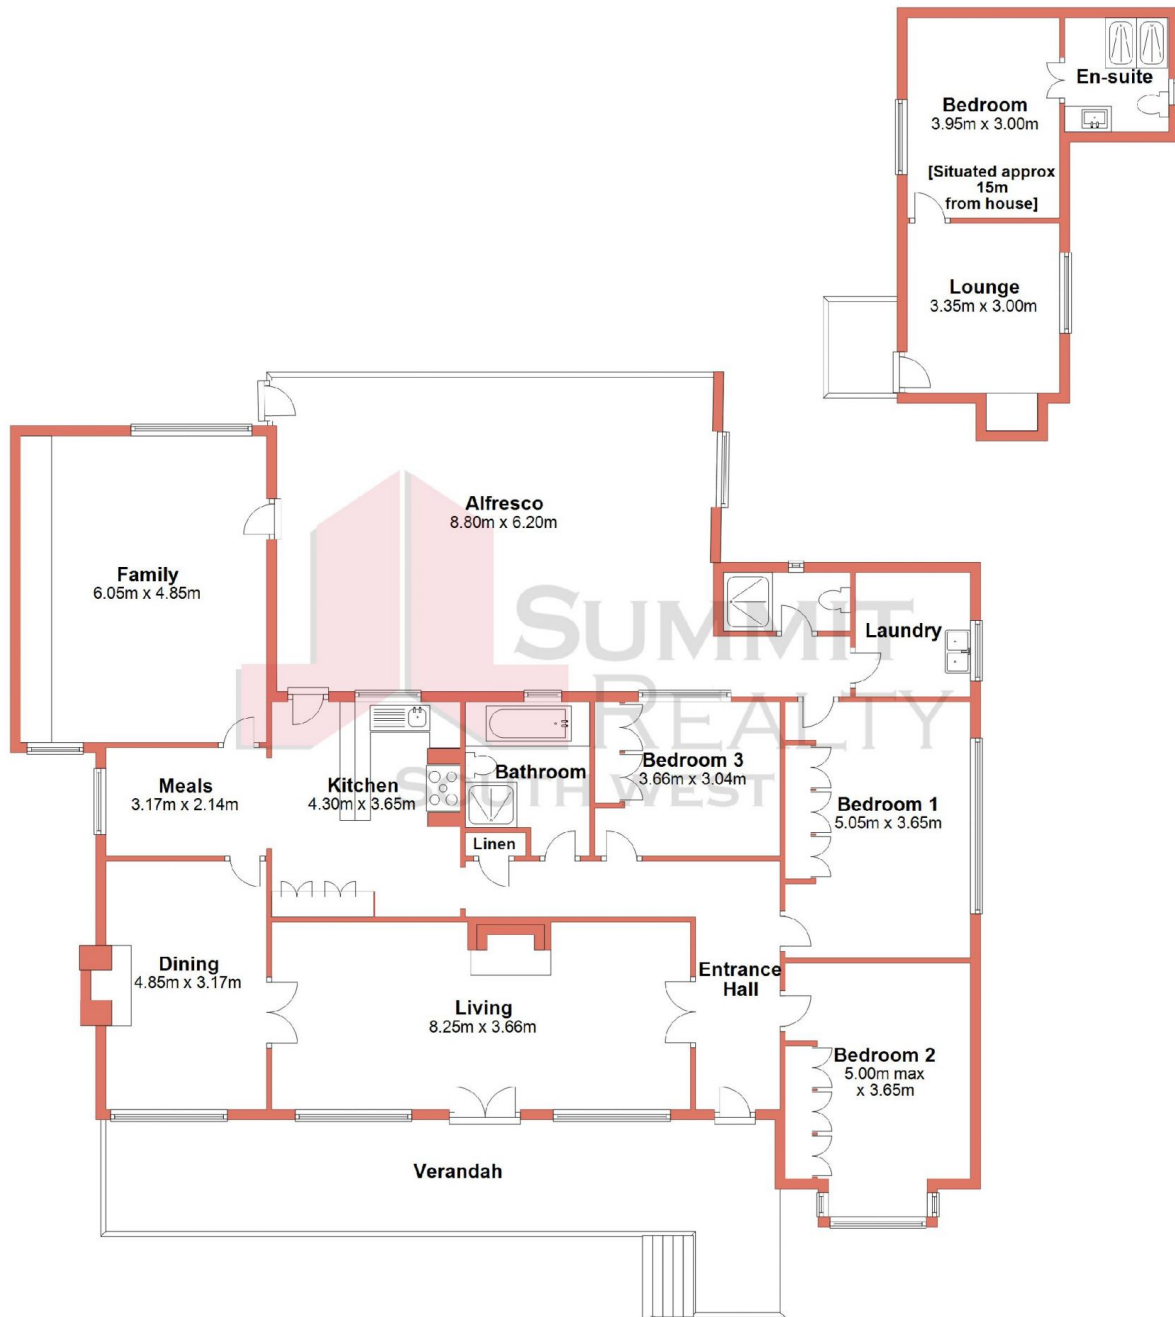 En-suite
Bedroom
3.95m x 3.00m
[Situated approx
15m
from house]
Lounge
3.35m x 3.00m
Alfresco
8.80m x 6.20m
Family
6.05m x 4.85m
SUMMIT
REALTY
SOUTH WEST
Laundry
Meals
3.17m x 2.14m
Kitchen
4.30m x 3.65m
Bathroom
Bedroom 3
3.66m x 3.04m
Bedroom 1
5.05m x 3.65m
Linen
Dining
4.85m x 3.17m
Living
8.25m x 3.66m
Entrance
Hall
Bedroom 2
5.00m max
x 3.65m
Verandah